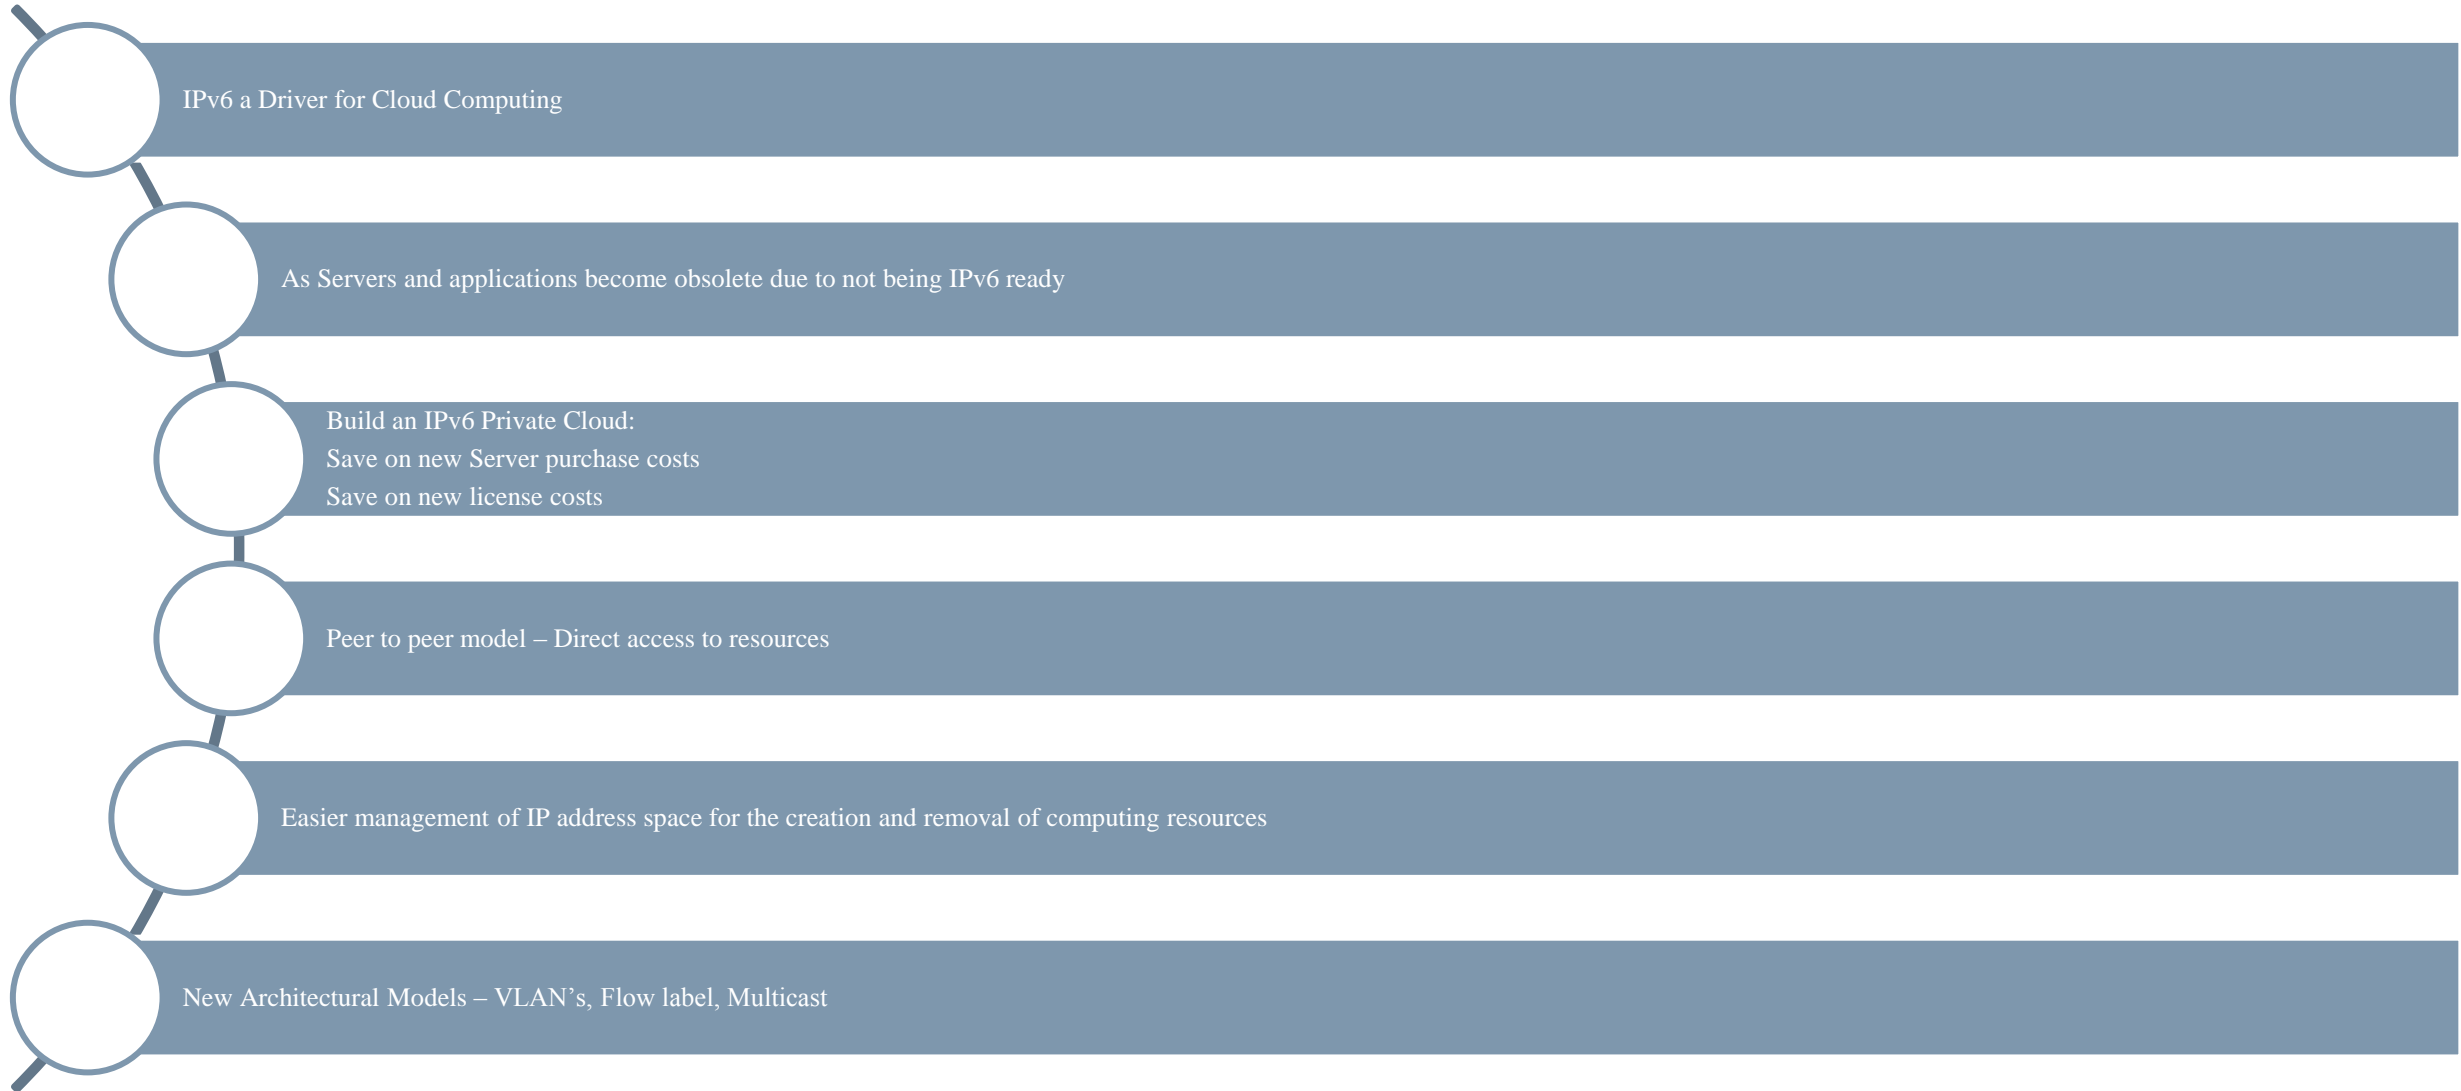 IPv6 a Driver for Cloud Computing
As Servers and applications become obsolete due to not being IPv6 ready
Build an IPv6 Private Cloud:
Save on new Server purchase costs
Save on new license costs
Peer to peer model – Direct access to resources
Easier management of IP address space for the creation and removal of computing resources
New Architectural Models – VLAN’s, Flow label, Multicast